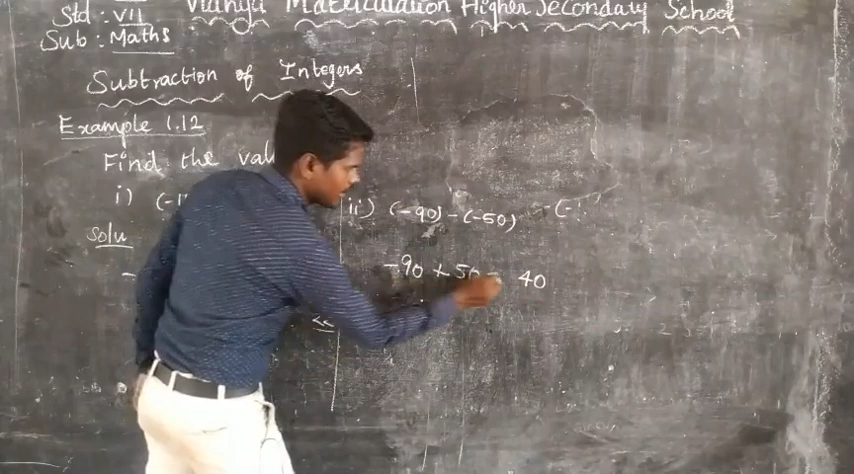 Std : VII Vidhya Matriculation Higher Secondary School
Sub : Maths
Subtraction of Integers
Example 1.12
Find the val
i) (-1 ii) (-90) - (-50) - (-
Solu
- -90 + 50 = 40